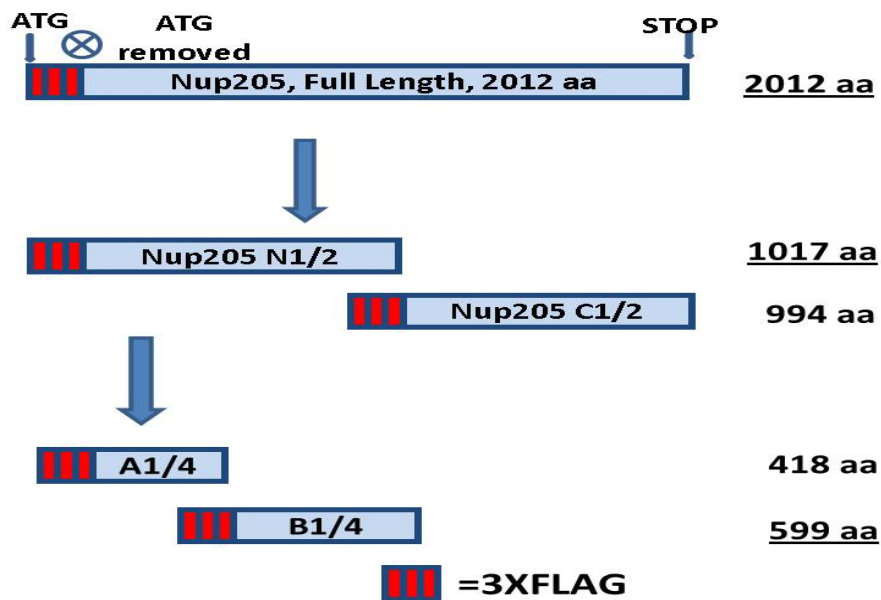 ATG
ATG
removed
STOP
Nup205, Full Length, 2012 aa
2012 aa
Nup205 N1/2
1017 aa
Nup205 C1/2
994 aa
A1/4
418 aa
B1/4
599 aa
=3XFLAG